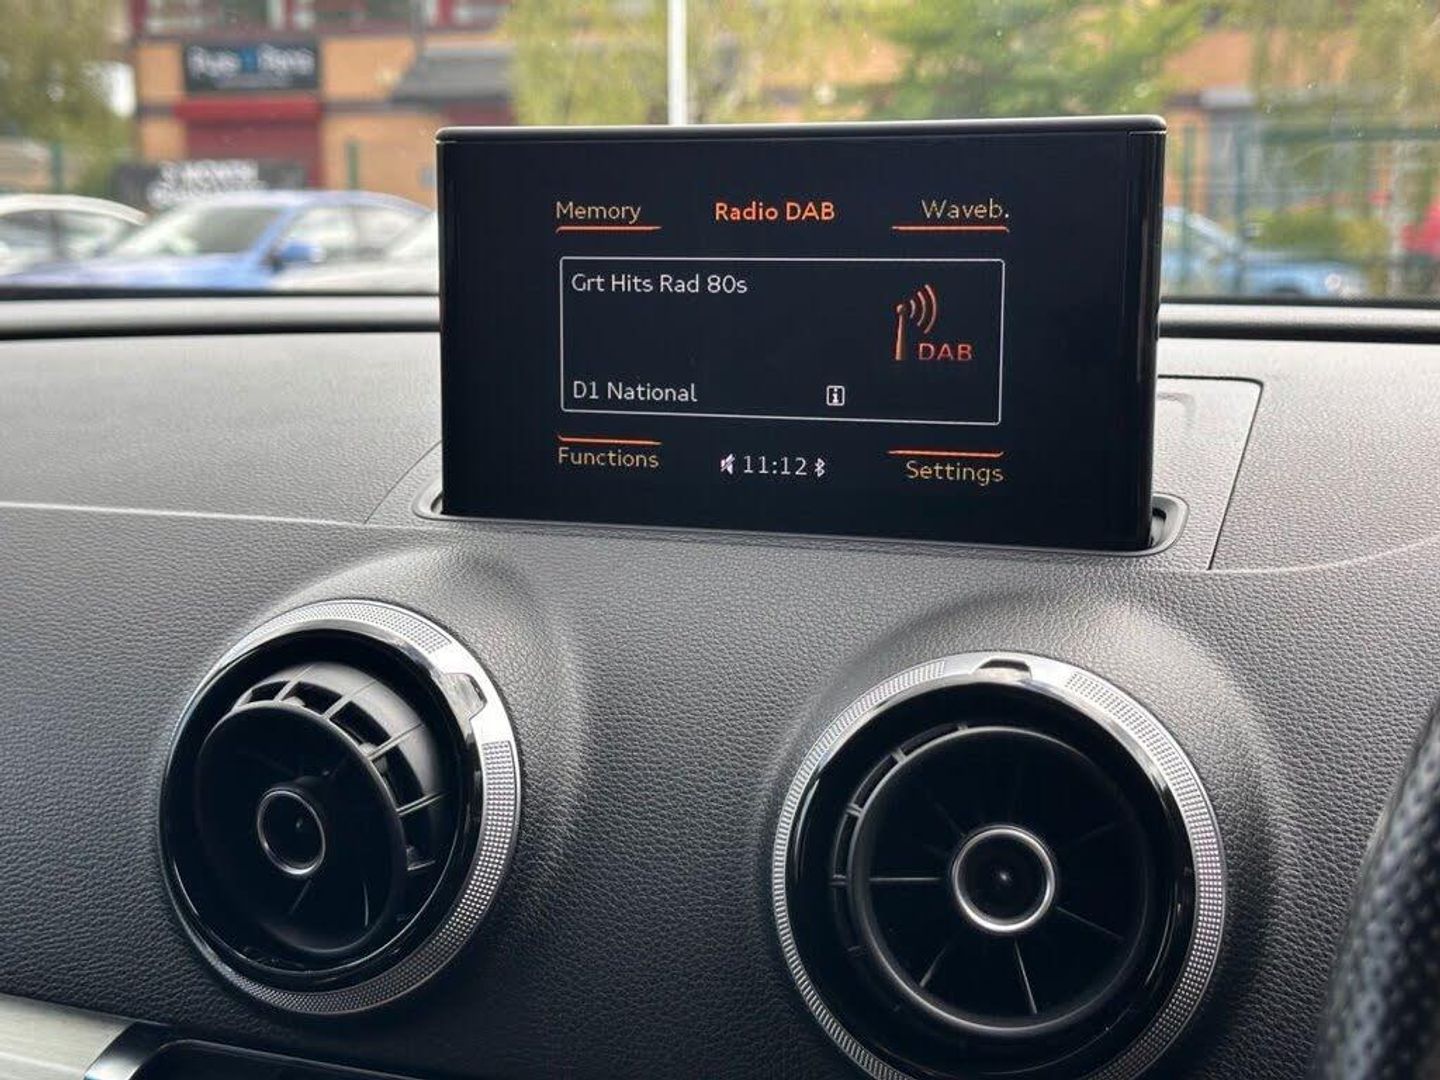 Memory Radio DAB Waveb.
Grt Hits Rad 80s
DAB
D1 National i
Functions 11:12 Settings